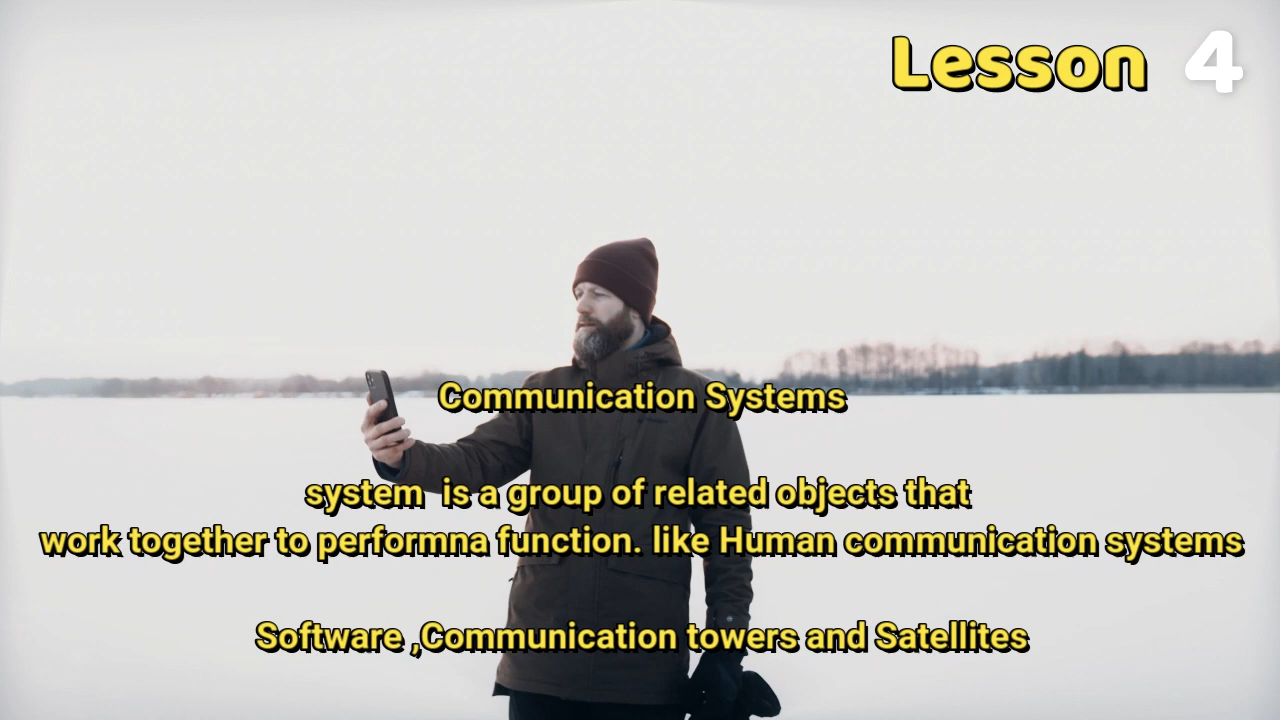 Lesson 4
Communication Systems
system is a group of related objects that
work together to performna function. like Human communication systems
Software ,Communication towers and Satellites